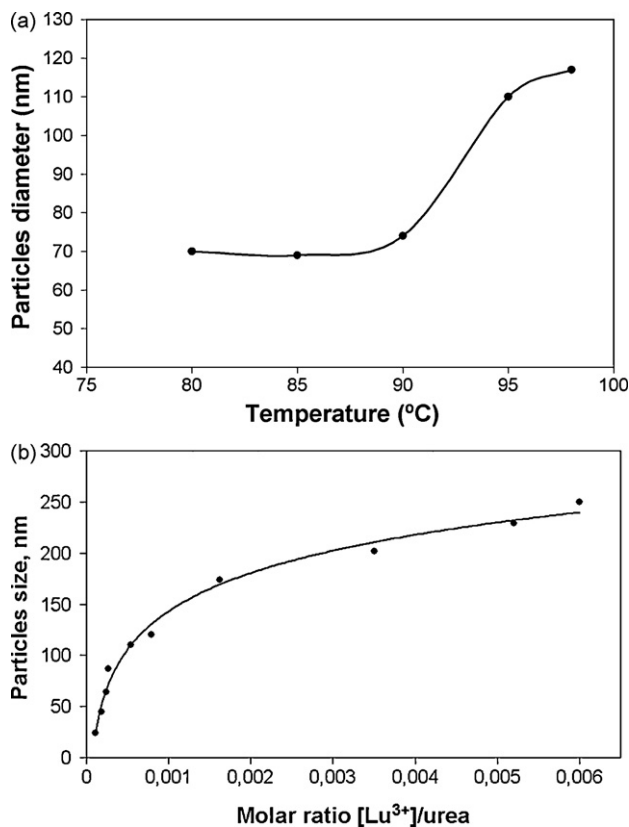 (a)
Particles diameter (nm)
130
120
110
100
90
80
70
60
50
40
75 80 85 90 95 100
Temperature (ºC)
(b)
Particles size, nm
300
250
200
150
100
50
0
0 0,001 0,002 0,003 0,004 0,005 0,006
Molar ratio [Lu³⁺]/urea